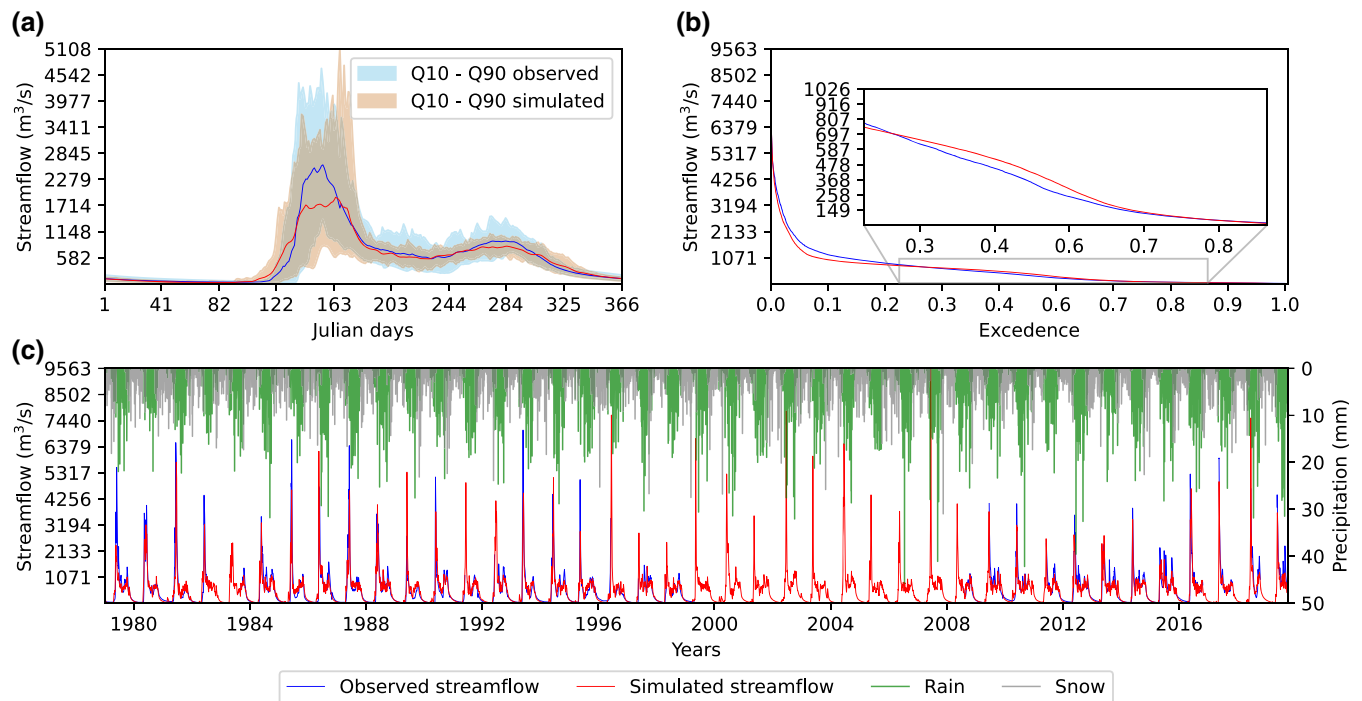 (a)
5108
4542
3977
3411
2845
2279
1714
1148
582
Streamflow (m³/s)
Q10 - Q90 observed
Q10 - Q90 simulated
1 41 82 122 163 203 244 284 325 366
Julian days
(b)
9563
8502
7440
6379
5317
4256
3194
2133
1071
Streamflow (m³/s)
1026
916
807
697
587
478
368
258
149
0.3 0.4 0.5 0.6 0.7 0.8
0.0 0.1 0.2 0.3 0.4 0.5 0.6 0.7 0.8 0.9 1.0
Excedence
(c)
9563
8502
7440
6379
5317
4256
3194
2133
1071
Streamflow (m³/s)
0
10
20
30
40
50
Precipitation (mm)
1980 1984 1988 1992 1996 2000 2004 2008 2012 2016
Years
Observed streamflow Simulated streamflow Rain Snow